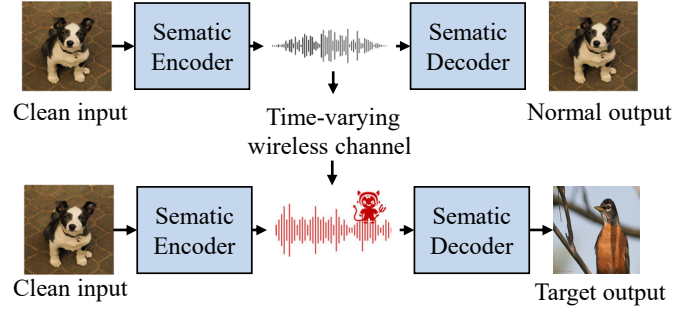 Sematic
Encoder
Sematic
Decoder
Clean input
Normal output
Time-varying
wireless channel
Sematic
Encoder
Sematic
Decoder
Clean input
Target output